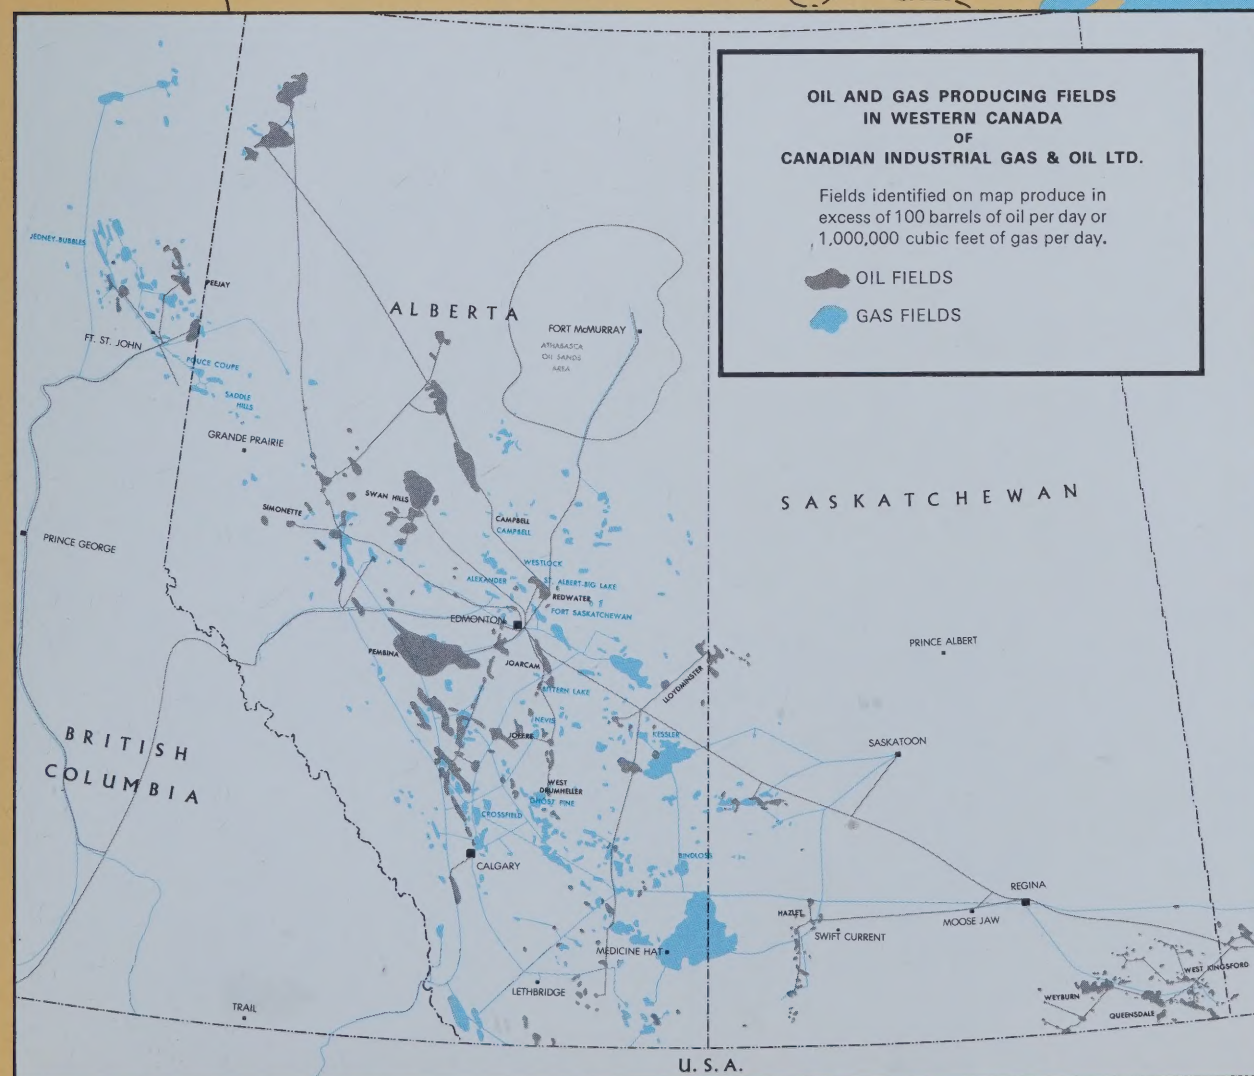 OIL AND GAS PRODUCING FIELDS
IN WESTERN CANADA
OF
CANADIAN INDUSTRIAL GAS & OIL LTD.
Fields identified on map produce in
excess of 100 barrels of oil per day or
1,000,000 cubic feet of gas per day.
OIL FIELDS
GAS FIELDS
JEDNEY-BUBBLES
PEEJAY
ALBERTA
FT. ST. JOHN
FORT McMURRAY
ATHABASCA
OIL SANDS
AREA
POUCE COUPE
SADDLE
HILLS
GRANDE PRAIRIE
SWAN HILLS
SASKATCHEWAN
SIMONETTE
CAMPBELL
CAMPBELL
PRINCE GEORGE
WESTLOCK
ALEXANDER
ST. ALBERT-BIG LAKE
REDWATER
FORT SASKATCHEWAN
EDMONTON
PRINCE ALBERT
PEMBINA
JOARCAM
LLOYDMINSTER
BITTERN LAKE
NEVIS
BRITISH
COLUMBIA
JOFFRE
KESSLER
SASKATOON
WEST
DRUMHELLER
GHOST PINE
CROSSFIELD
CALGARY
BINDLOSS
REGINA
HAZLET
MOOSE JAW
SWIFT CURRENT
MEDICINE HAT
WEST KINGSFORD
LETHBRIDGE
WEYBURN
QUEENSDALE
TRAIL
U.S.A.